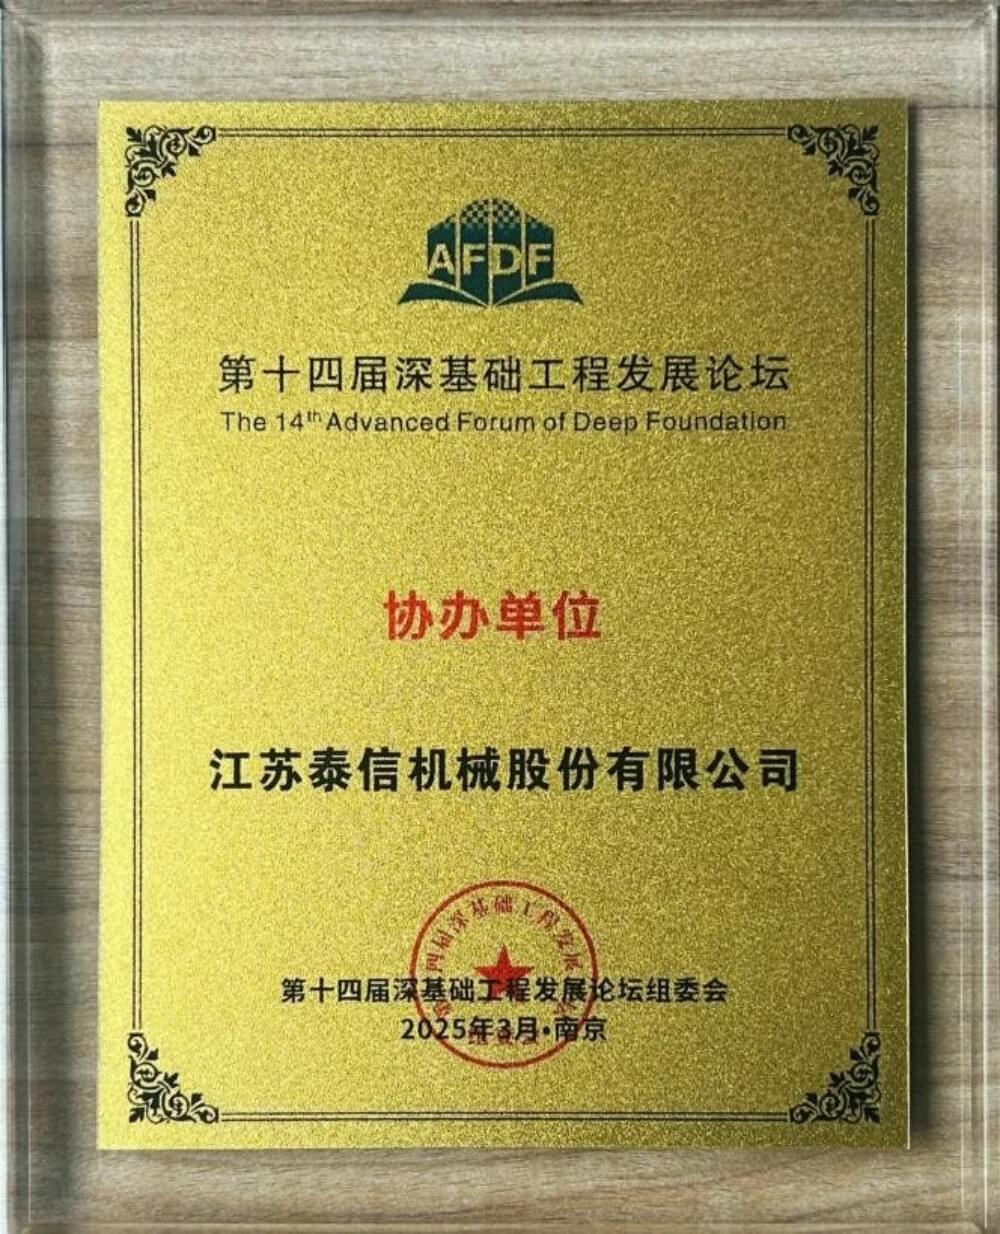 AFDF
第十四届深基础工程发展论坛
The 14th Advanced Forum of Deep Foundation
协办单位
江苏泰信机械股份有限公司
第十四届深基础工程发展论坛组委会
2025年3月·南京